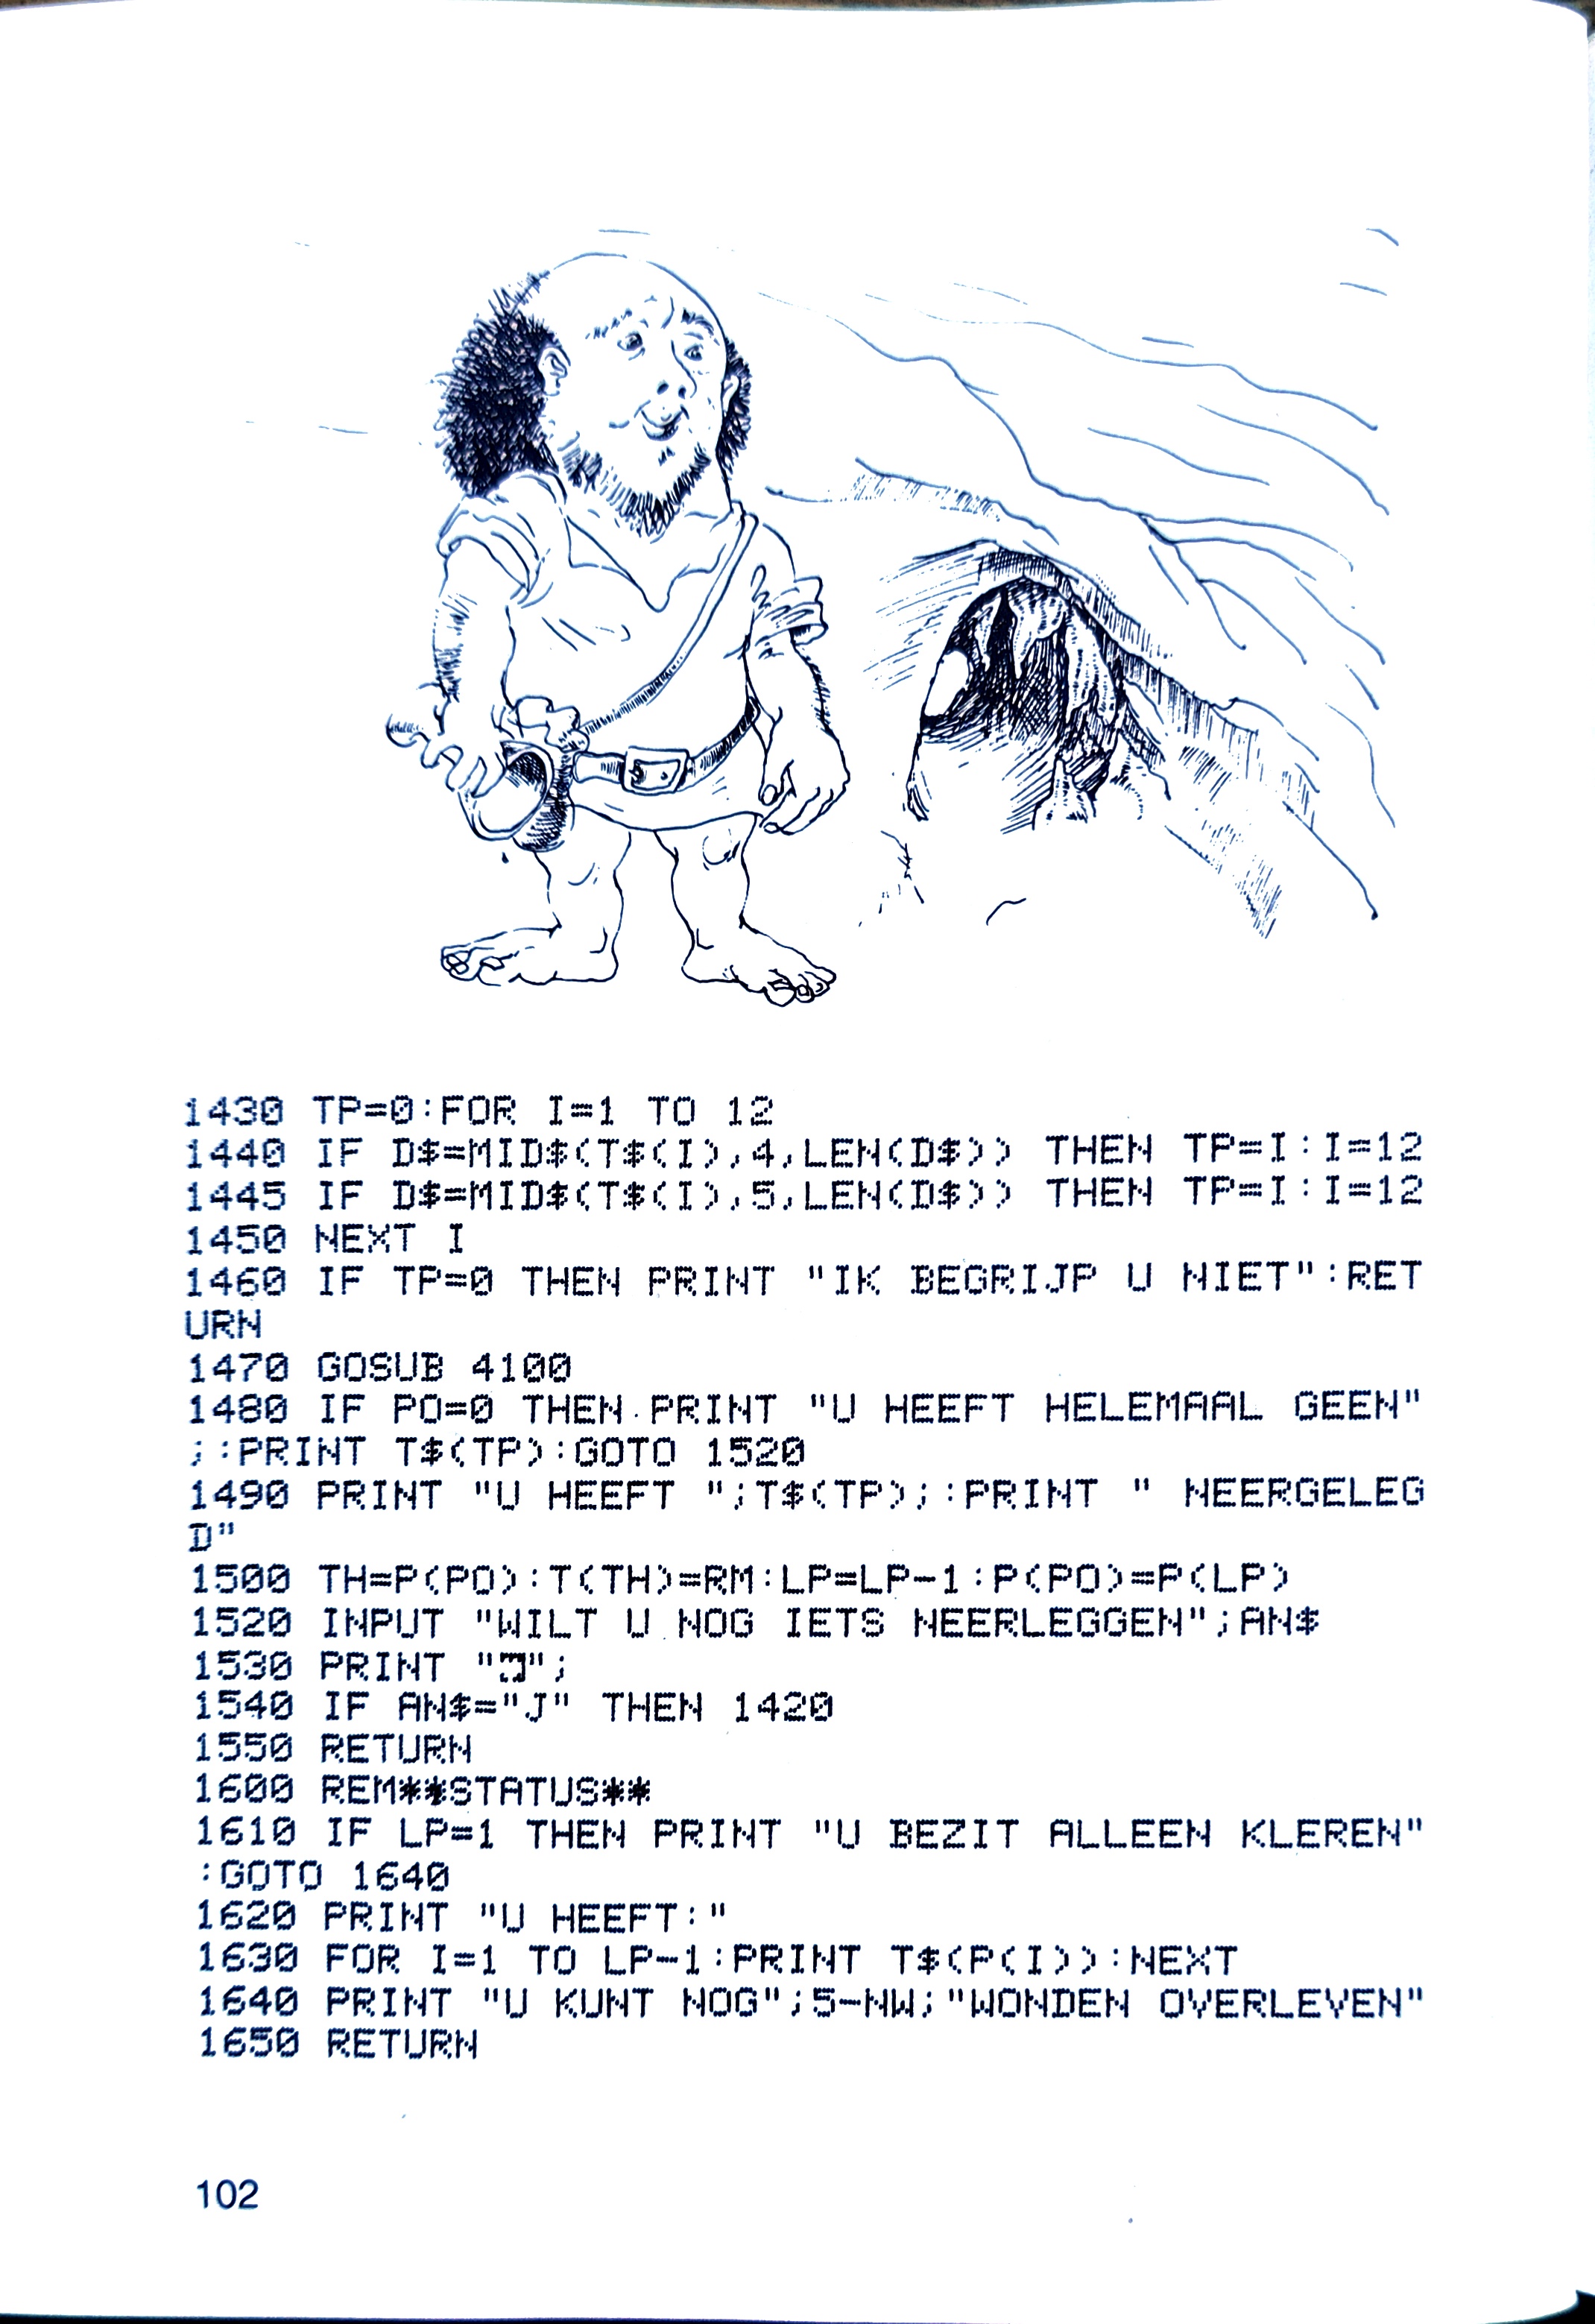 1430 TP=0:FOR I=1 TO 12
1440 IF D$=MID$(T$(I),4,LEN(D$)) THEN TP=I:I=12
1445 IF D$=MID$(T$(I),5,LEN(D$)) THEN TP=I:I=12
1450 NEXT I
1460 IF TP=0 THEN PRINT "IK BEGRIJP U NIET":RET
URN
1470 GOSUB 4100
1480 IF PO=0 THEN PRINT "U HEEFT HELEMAAL GEEN"
;:PRINT T$(TP):GOTO 1520
1490 PRINT "U HEEFT ";T$(TP);:PRINT " NEERGELEG
D"
1500 TH=P(PO):T(TH)=RM:LP=LP-1:P(PO)=P(LP)
1520 INPUT "WILT U NOG IETS NEERLEGGEN";AN$
1530 PRINT "";
1540 IF AN$="J" THEN 1420
1550 RETURN
1600 REM**STATUS**
1610 IF LP=1 THEN PRINT "U BEZIT ALLEEN KLEREN"
:GOTO 1640
1620 PRINT "U HEEFT:"
1630 FOR I=1 TO LP-1:PRINT T$(P(I)):NEXT
1640 PRINT "U KUNT NOG";5-NW;"WONDEN OVERLEVEN"
1650 RETURN
102